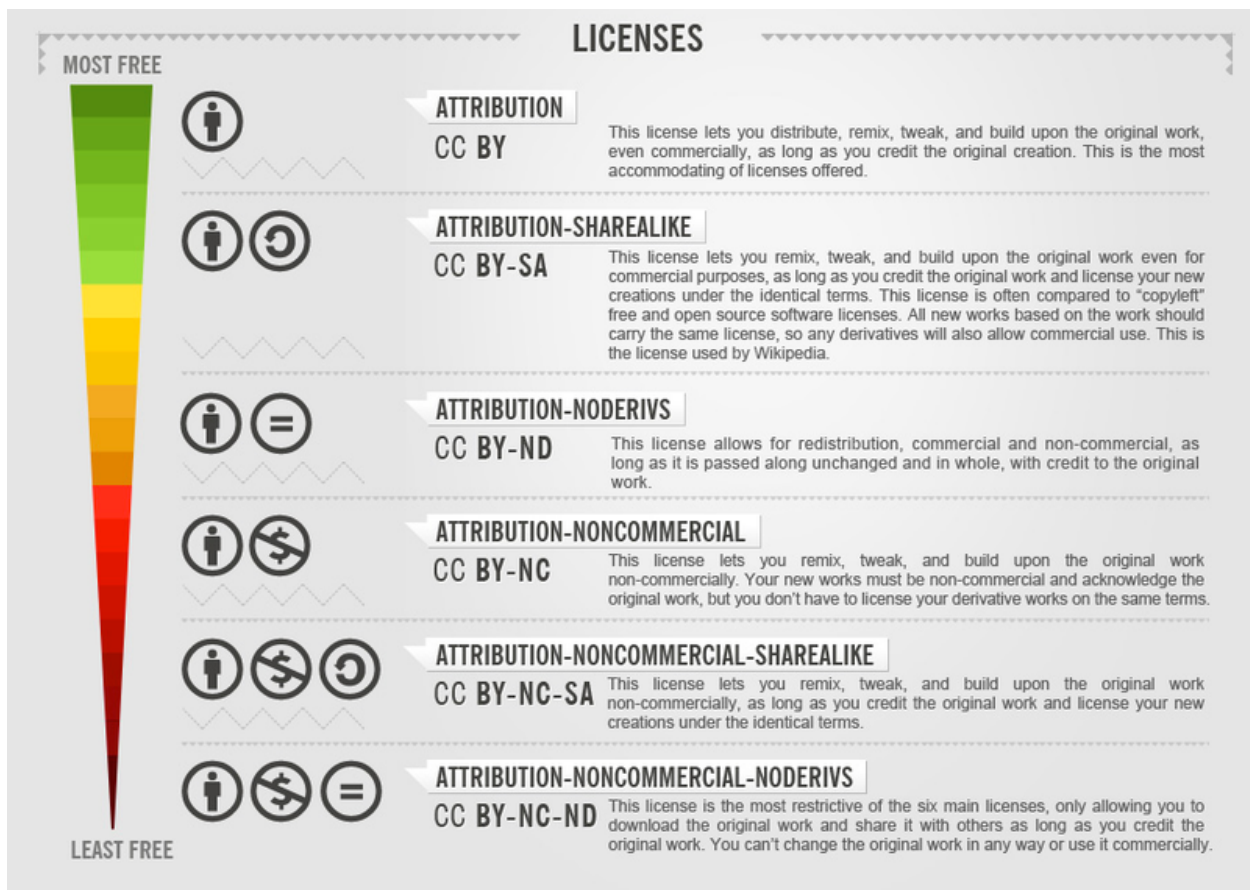 LICENSES
MOST FREE
ATTRIBUTION
CC BY
This license lets you distribute, remix, tweak, and build upon the original work,
even commercially, as long as you credit the original creation. This is the most
accommodating of licenses offered.
ATTRIBUTION-SHAREALIKE
CC BY-SA
This license lets you remix, tweak, and build upon the original work even for
commercial purposes, as long as you credit the original work and license your new
creations under the identical terms. This license is often compared to “copyleft”
free and open source software licenses. All new works based on the work should
carry the same license, so any derivatives will also allow commercial use. This is
the license used by Wikipedia.
ATTRIBUTION-NODERIVS
CC BY-ND
This license allows for redistribution, commercial and non-commercial, as
long as it is passed along unchanged and in whole, with credit to the original
work.
ATTRIBUTION-NONCOMMERCIAL
CC BY-NC
This license lets you remix, tweak, and build upon the original work
non-commercially. Your new works must be non-commercial and acknowledge the
original work, but you don’t have to license your derivative works on the same terms.
ATTRIBUTION-NONCOMMERCIAL-SHAREALIKE
CC BY-NC-SA
This license lets you remix, tweak, and build upon the original work
non-commercially, as long as you credit the original work and license your new
creations under the identical terms.
ATTRIBUTION-NONCOMMERCIAL-NODERIVS
CC BY-NC-ND
This license is the most restrictive of the six main licenses, only allowing you to
download the original work and share it with others as long as you credit the
original work. You can’t change the original work in any way or use it commercially.
LEAST FREE